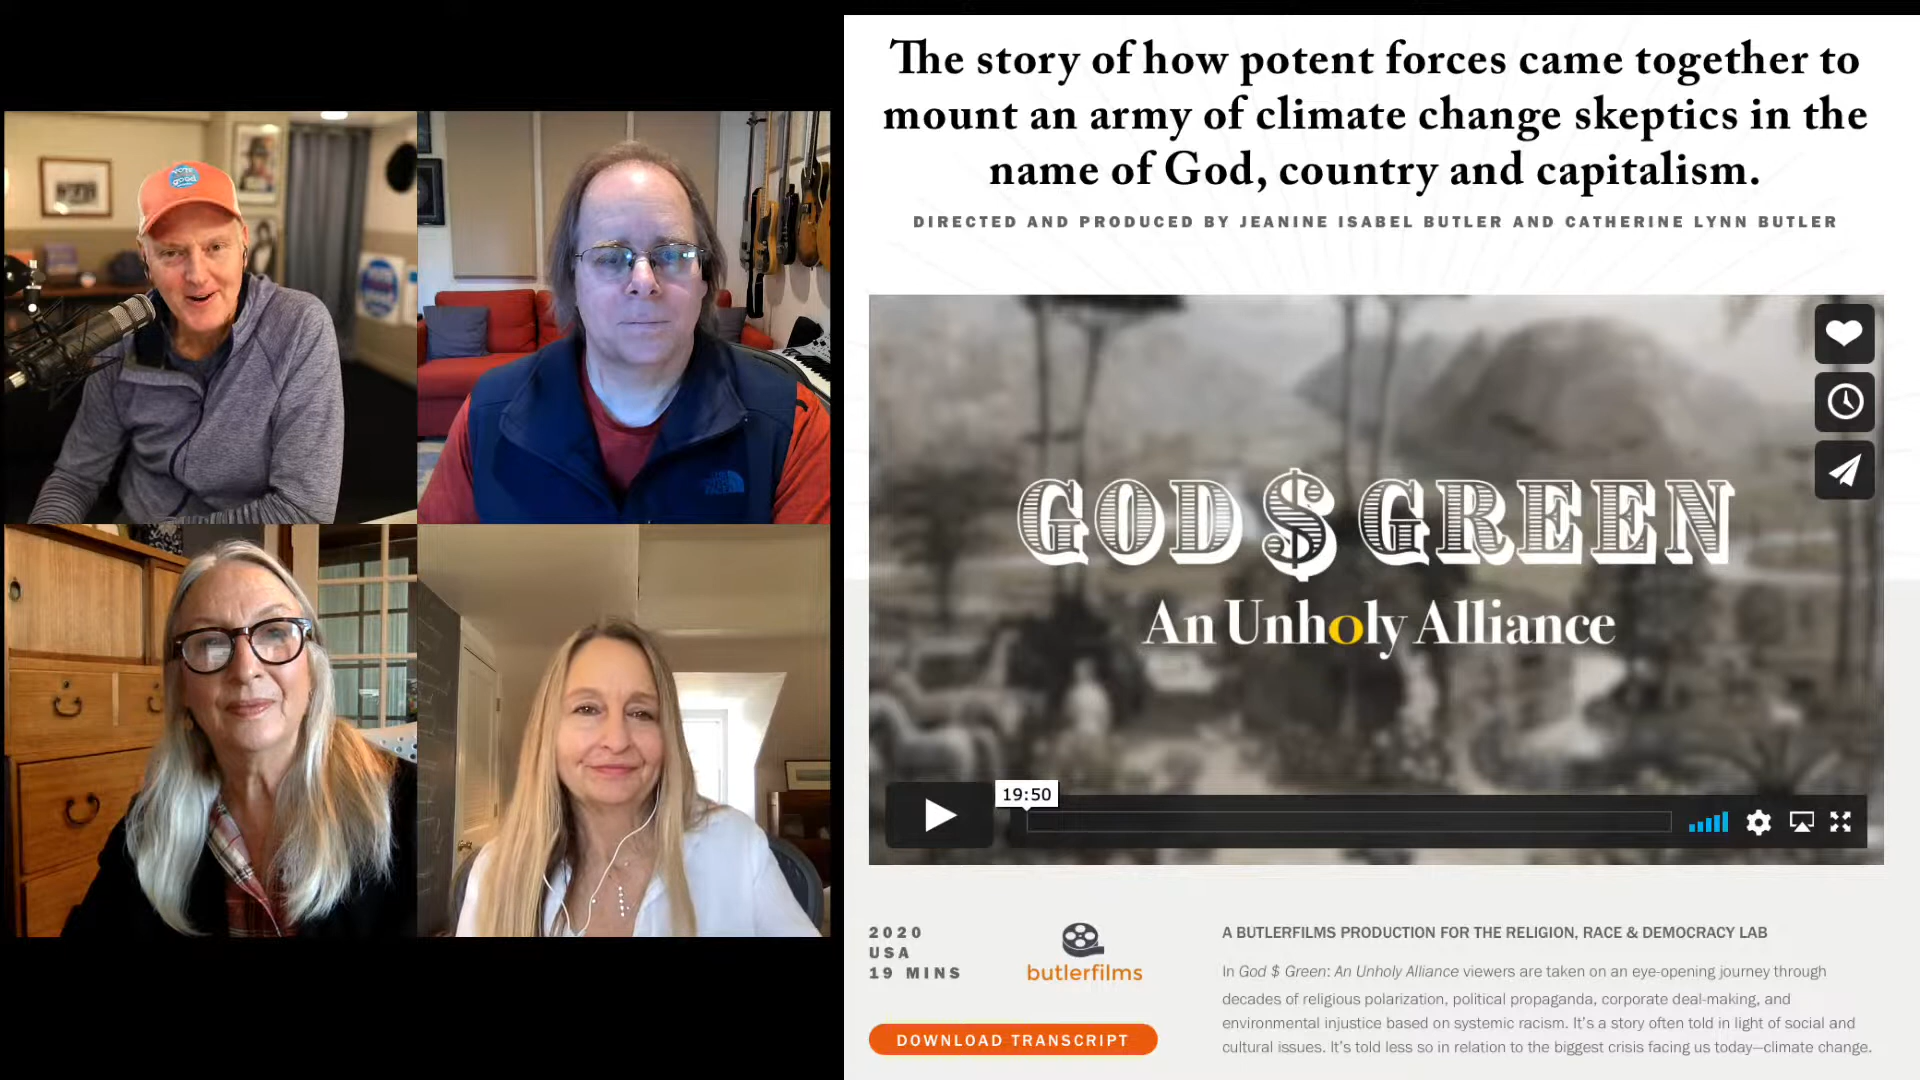 The story of how potent forces came together to
mount an army of climate change skeptics in the
name of God, country and capitalism.
DIRECTED AND PRODUCED BY JEANINE ISABEL BUTLER AND CATHERINE LYNN BUTLER
VOTE
good
THE
NORTH
FACE
GOD $ GREEN
An Unholy Alliance
19:50
2020
USA
19 MINS
butlerfilms
DOWNLOAD TRANSCRIPT
A BUTLERFILMS PRODUCTION FOR THE RELIGION, RACE & DEMOCRACY LAB
In God $ Green: An Unholy Alliance viewers are taken on an eye-opening journey through
decades of religious polarization, political propaganda, corporate deal-making, and
environmental injustice based on systemic racism. It's a story often told in light of social and
cultural issues. It's told less so in relation to the biggest crisis facing us today—climate change.